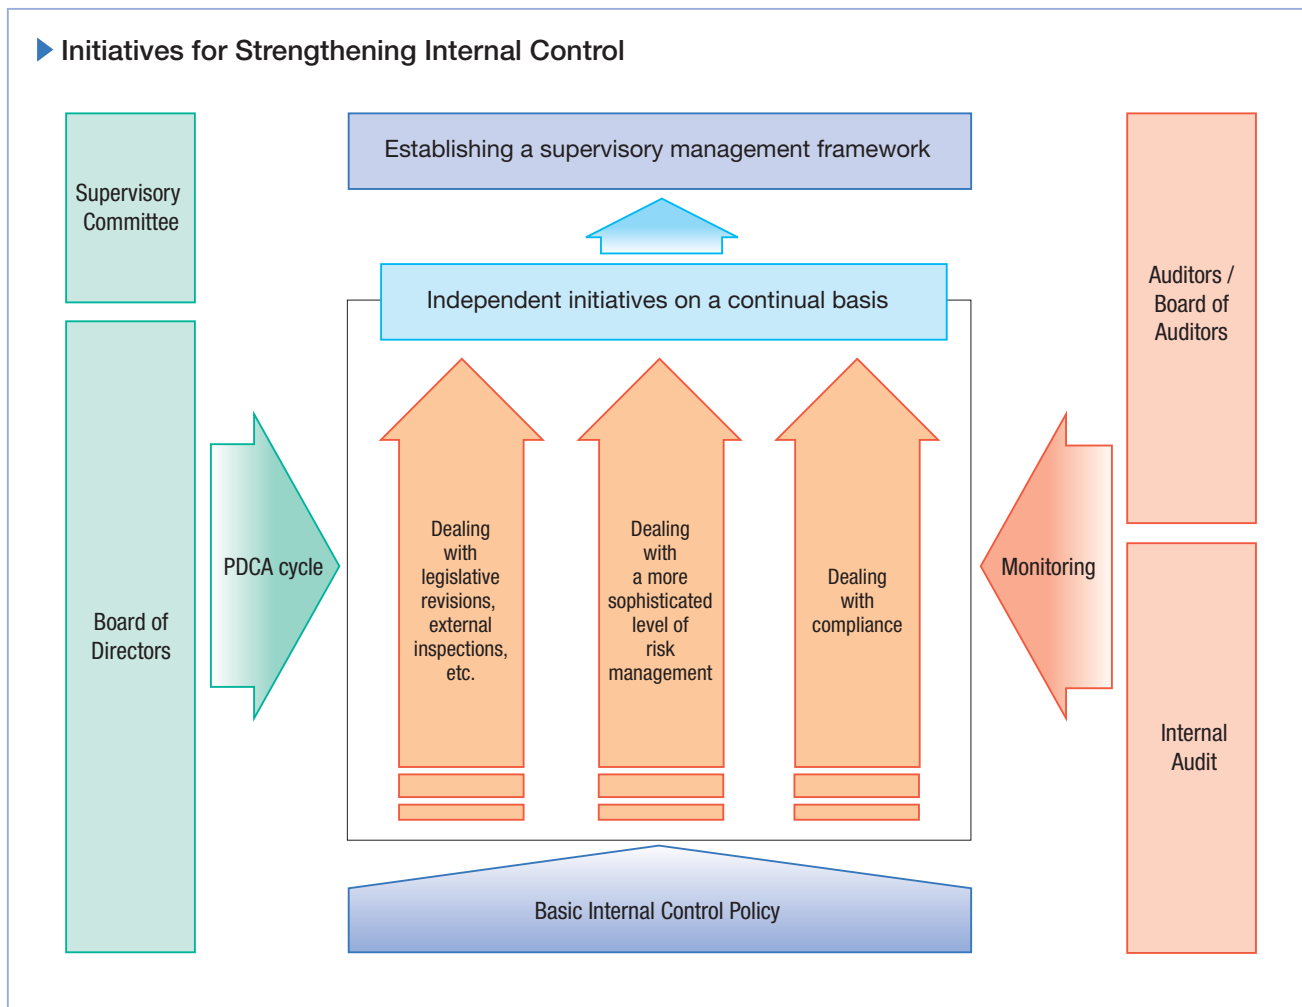 Initiatives for Strengthening Internal Control
Supervisory
Committee
Board of
Directors
PDCA cycle
Establishing a supervisory management framework
Independent initiatives on a continual basis
Dealing
with
legislative
revisions,
external
inspections,
etc.
Dealing
with
a more
sophisticated
level of
risk
management
Dealing
with
compliance
Basic Internal Control Policy
Monitoring
Auditors /
Board of
Auditors
Internal
Audit